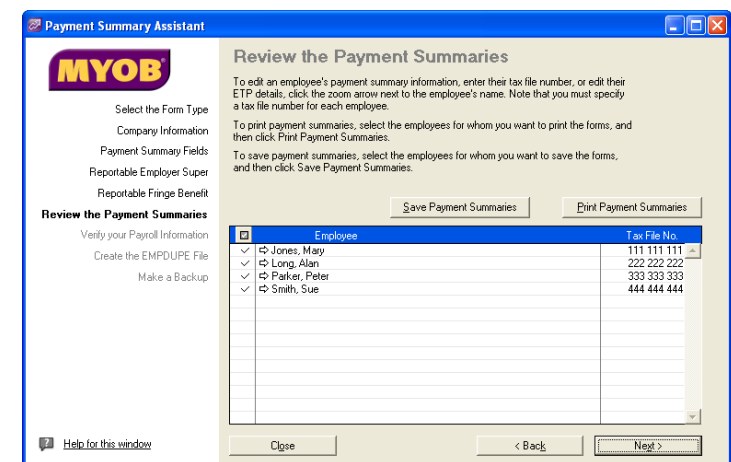 Payment Summary Assistant
MYOB
Select the Form Type
Company Information
Payment Summary Fields
Reportable Employer Super
Reportable Fringe Benefit
Review the Payment Summaries
Verify your Payroll Information
Create the EMPDUPE File
Make a Backup
Help for this window
Review the Payment Summaries
To edit an employee's payment summary information, enter their tax file number, or edit their
ETP details, click the zoom arrow next to the employee's name. Note that you must specify
a tax file number for each employee.
To print payment summaries, select the employees for whom you want to print the forms, and
then click Print Payment Summaries.
To save payment summaries, select the employees for whom you want to save the forms,
and then click Save Payment Summaries.
Save Payment Summaries Print Payment Summaries
Employee Tax File No.
Jones, Mary 111 111 111
Long, Alan 222 222 222
Parker, Peter 333 333 333
Smith, Sue 444 444 444
Close < Back Next >